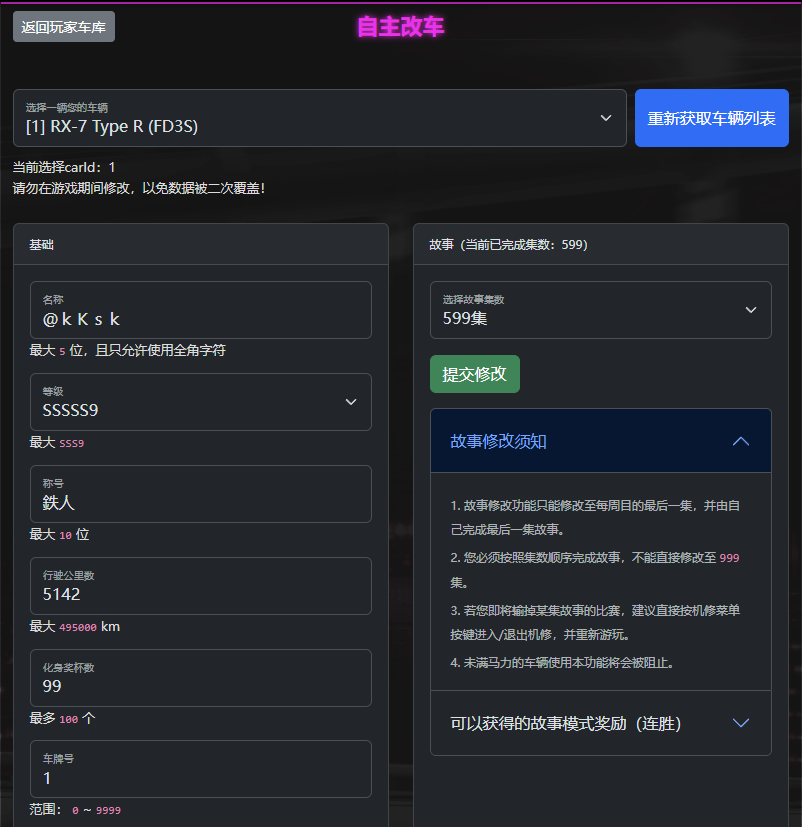 返回玩家车库
自主改车
选择一辆您的车辆
[1] RX-7 Type R (FD3S)
重新获取车辆列表
当前选择carId：1
请勿在游戏期间修改，以免数据被二次覆盖！
基础
名称
＠ｋＫｓｋ
最大 5 位，且只允许使用全角字符
等级
SSSSS9
最大 SSS9
称号
鉄人
最大 10 位
行驶公里数
5142
最大 495000 km
化身奖杯数
99
最多 100 个
车牌号
1
范围： 0 ~ 9999
故事（当前已完成集数：599）
选择故事集数
599集
提交修改
故事修改须知
1. 故事修改功能只能修改至每周目的最后一集，并由自
己完成最后一集故事。
2. 您必须按照集数顺序完成故事，不能直接修改至 999
集。
3. 若您即将输掉某集故事的比赛，建议直接按机修菜单
按键进入/退出机修，并重新游玩。
4. 未满马力的车辆使用本功能将会被阻止。
可以获得的故事模式奖励（连胜）